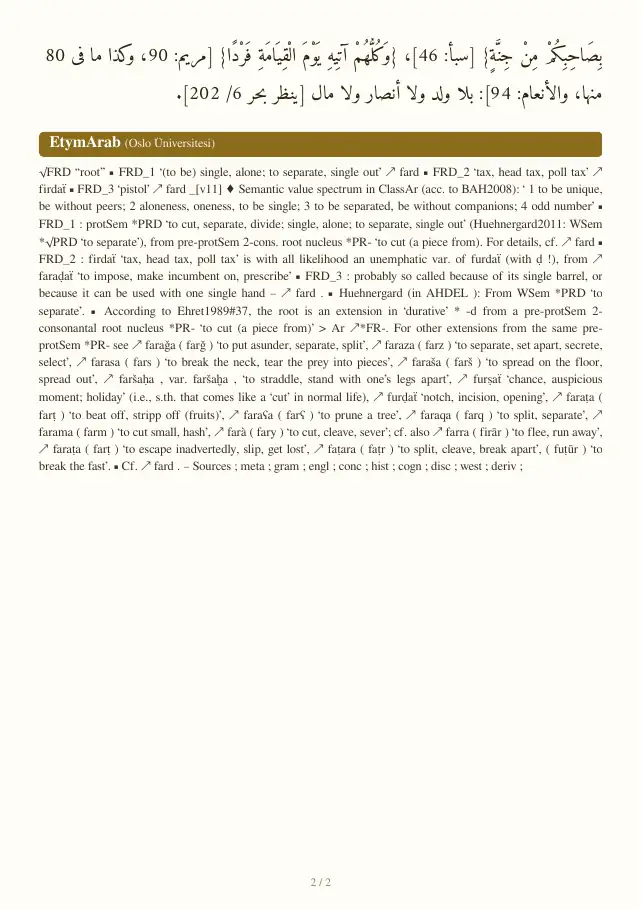 بِصَاحِبِكُمْ مِنْ جِنَّةٍ} [سبأ: 46]، {وَكُلُّهُمْ آتِيهِ يَوْمَ الْقِيَامَةِ فَرْدًا} [مريم: 90، وكذا ما فى 80
منها، والأنعام: 94]: بلا ولد ولا أنصار ولا مال [ينظر بحر 6/ 202].
EtymArab (Oslo Üniversitesi)
√FRD “root” ▪ FRD_1 ‘(to be) single, alone; to separate, single out’ ↗ fard ▪ FRD_2 ‘tax, head tax, poll tax’ ↗
firdaẗ ▪ FRD_3 ‘pistol’ ↗ fard _[v11] ♦ Semantic value spectrum in ClassAr (acc. to BAH2008): ‘ 1 to be unique,
be without peers; 2 aloneness, oneness, to be single; 3 to be separated, be without companions; 4 odd number’ ▪
FRD_1 : protSem *PRD ‘to cut, separate, divide; single, alone; to separate, single out’ (Huehnergard2011: WSem
*√PRD ‘to separate’), from pre-protSem 2-cons. root nucleus *PR- ‘to cut (a piece from). For details, cf. ↗ fard ▪
FRD_2 : firdaẗ ‘tax, head tax, poll tax’ is with all likelihood an unemphatic var. of furdaẗ (with ḍ !), from ↗
faraḍaẗ ‘to impose, make incumbent on, prescribe’ ▪ FRD_3 : probably so called because of its single barrel, or
because it can be used with one single hand – ↗ fard . ▪ Huehnergard (in AHDEL ): From WSem *PRD ‘to
separate’. ▪ According to Ehret1989#37, the root is an extension in ‘durative’ * -d from a pre-protSem 2-
consonantal root nucleus *PR- ‘to cut (a piece from)’ > Ar ↗*FR-. For other extensions from the same pre-
protSem *PR- see ↗ faraǧa ( farǧ ) ‘to put asunder, separate, split’, ↗ faraza ( farz ) ‘to separate, set apart, secrete,
select’, ↗ farasa ( fars ) ‘to break the neck, tear the prey into pieces’, ↗ faraša ( farš ) ‘to spread on the floor,
spread out’, ↗ faršaḥa , var. faršaḥa , ‘to straddle, stand with one’s legs apart’, ↗ furṣaẗ ‘chance, auspicious
moment; holiday’ (i.e., s.th. that comes like a ‘cut’ in normal life), ↗ furḍaẗ ‘notch, incision, opening’, ↗ faraṭa (
farṭ ) ‘to beat off, stripp off (fruits)’, ↗ faraʕa ( farʕ ) ‘to prune a tree’, ↗ faraqa ( farq ) ‘to split, separate’, ↗
farama ( farm ) ‘to cut small, hash’, ↗ farà ( fary ) ‘to cut, cleave, sever’; cf. also ↗ farra ( firār ) ‘to flee, run away’,
↗ faraṭa ( farṭ ) ‘to escape inadvertedly, slip, get lost’, ↗ faṭara ( faṭr ) ‘to split, cleave, break apart’, ( fuṭūr ) ‘to
break the fast’. ▪ Cf. ↗ fard . – Sources ; meta ; gram ; engl ; conc ; hist ; cogn ; disc ; west ; deriv ;
2 / 2